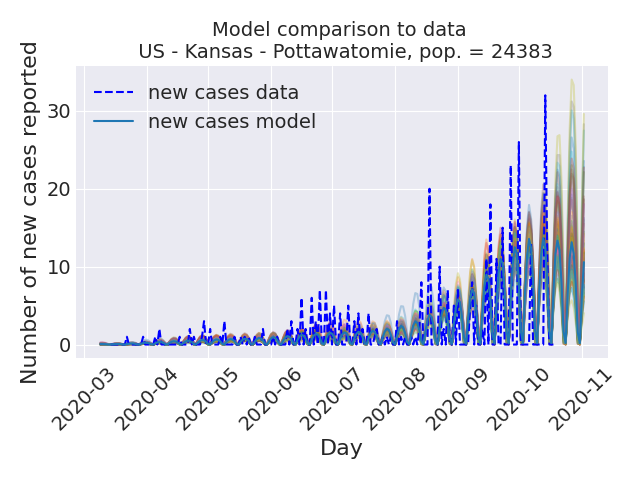 Model comparison to data
US - Kansas - Pottawatomie, pop. = 24383
new cases data
new cases model
Number of new cases reported
30
20
10
0
2020-03
2020-04
2020-05
2020-06
2020-07
2020-08
2020-09
2020-10
2020-11
Day